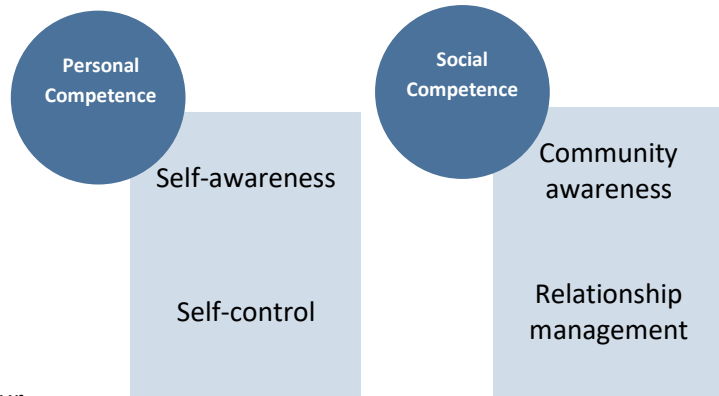 Personal
Competence
Self-awareness
Self-control
Social
Competence
Community
awareness
Relationship
management